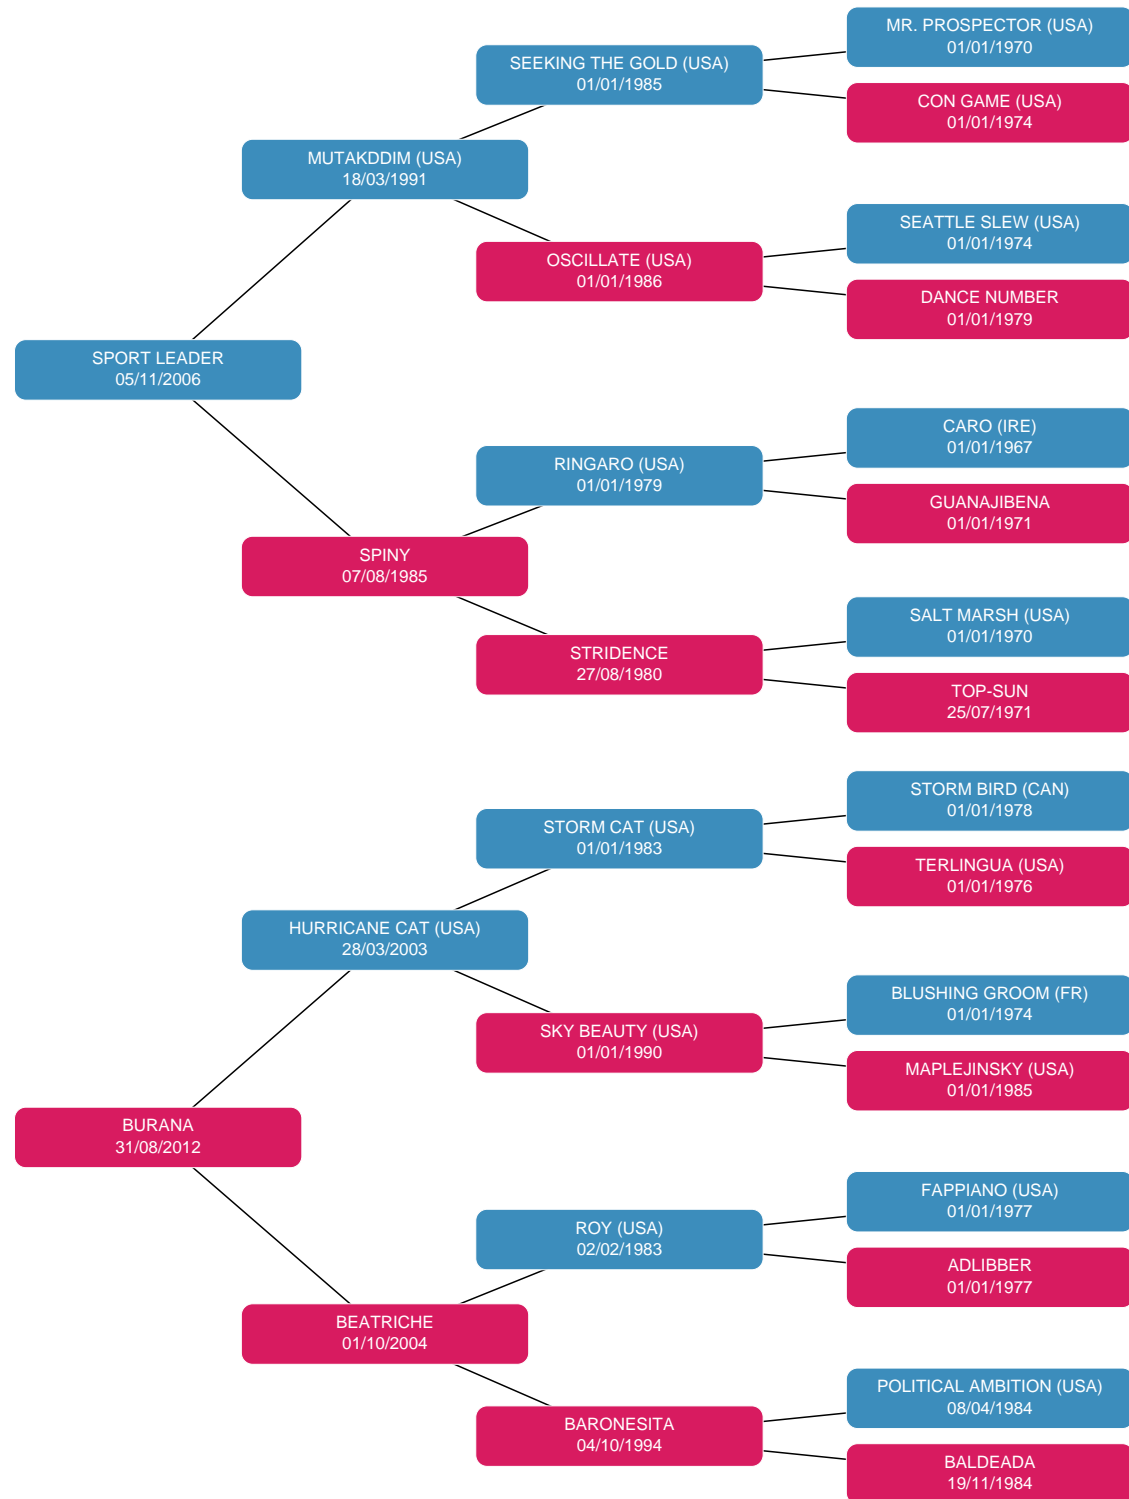 MR. PROSPECTOR (USA)
01/01/1970
SEEKING THE GOLD (USA)
01/01/1985
CON GAME (USA)
01/01/1974
MUTAKDDIM (USA)
18/03/1991
SEATTLE SLEW (USA)
01/01/1974
OSCILLATE (USA)
01/01/1986
DANCE NUMBER
01/01/1979
SPORT LEADER
05/11/2006
CARO (IRE)
01/01/1967
RINGARO (USA)
01/01/1979
GUANAJIBENA
01/01/1971
SPINY
07/08/1985
SALT MARSH (USA)
01/01/1970
STRIDENCE
27/08/1980
TOP-SUN
25/07/1971
STORM BIRD (CAN)
01/01/1978
STORM CAT (USA)
01/01/1983
TERLINGUA (USA)
01/01/1976
HURRICANE CAT (USA)
28/03/2003
BLUSHING GROOM (FR)
01/01/1974
SKY BEAUTY (USA)
01/01/1990
MAPLEJINSKY (USA)
01/01/1985
BURANA
31/08/2012
FAPPIANO (USA)
01/01/1977
ROY (USA)
02/02/1983
ADLIBBER
01/01/1977
BEATRICHE
01/10/2004
POLITICAL AMBITION (USA)
08/04/1984
BARONESITA
04/10/1994
BALDEADA
19/11/1984